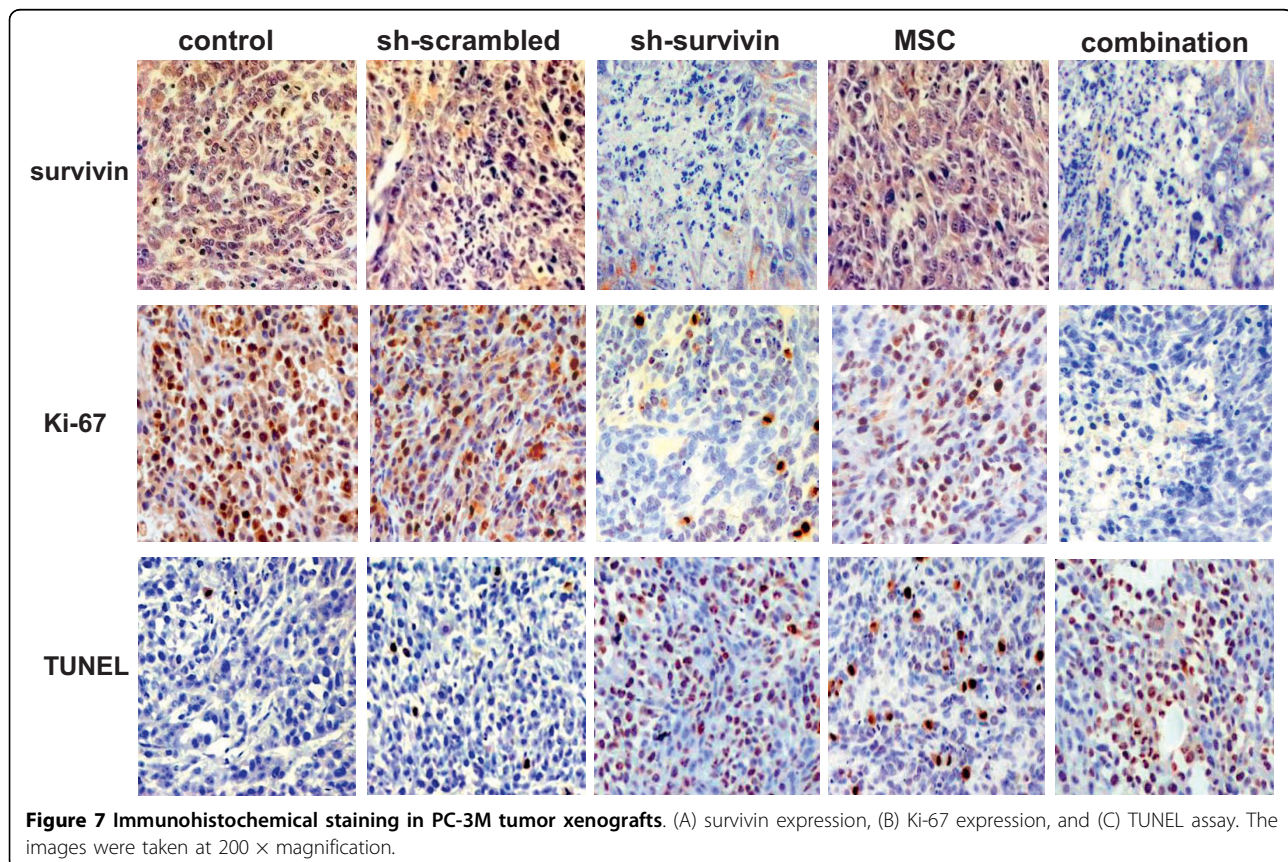 control sh-scrambled sh-survivin MSC combination
survivin
Ki-67
TUNEL
Figure 7 Immunohistochemical staining in PC-3M tumor xenografts. (A) survivin expression, (B) Ki-67 expression, and (C) TUNEL assay. The
images were taken at 200 × magnification.